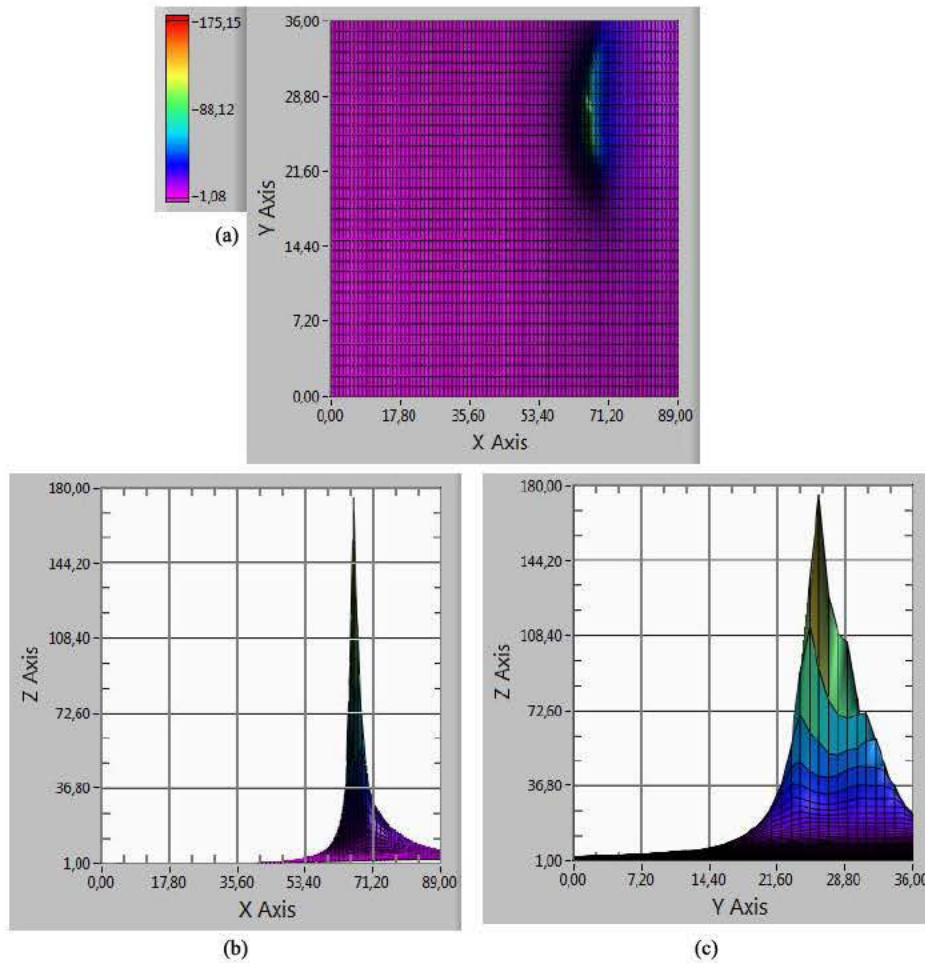 −175,15
−88,12
−1,08
(a)
Y Axis
36,00
28,80
21,60
14,40
7,20
0,00
0,00 17,80 35,60 53,40 71,20 89,00
X Axis
Z Axis
180,00
144,20
108,40
72,60
36,80
1,00
0,00 17,80 35,60 53,40 71,20 89,00
X Axis
(b)
Z Axis
180,00
144,20
108,40
72,60
36,80
1,00
0,00 7,20 14,40 21,60 28,80 36,00
Y Axis
(c)